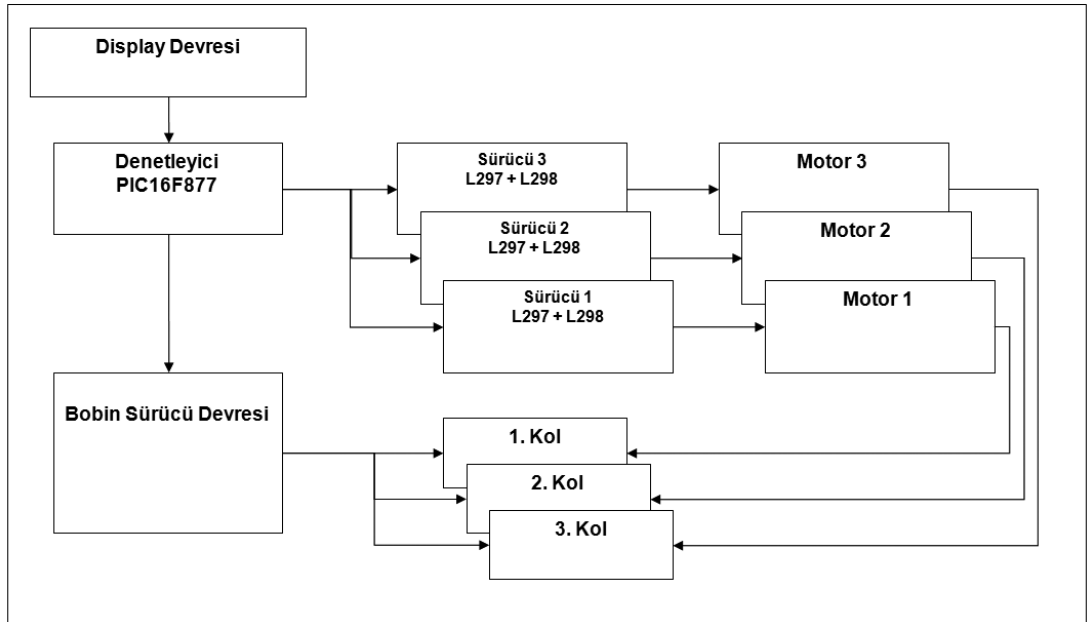 Display Devresi
Denetleyici
PIC16F877
Sürücü 3
L297 + L298
Motor 3
Sürücü 2
L297 + L298
Motor 2
Sürücü 1
L297 + L298
Motor 1
Bobin Sürücü Devresi
1. Kol
2. Kol
3. Kol